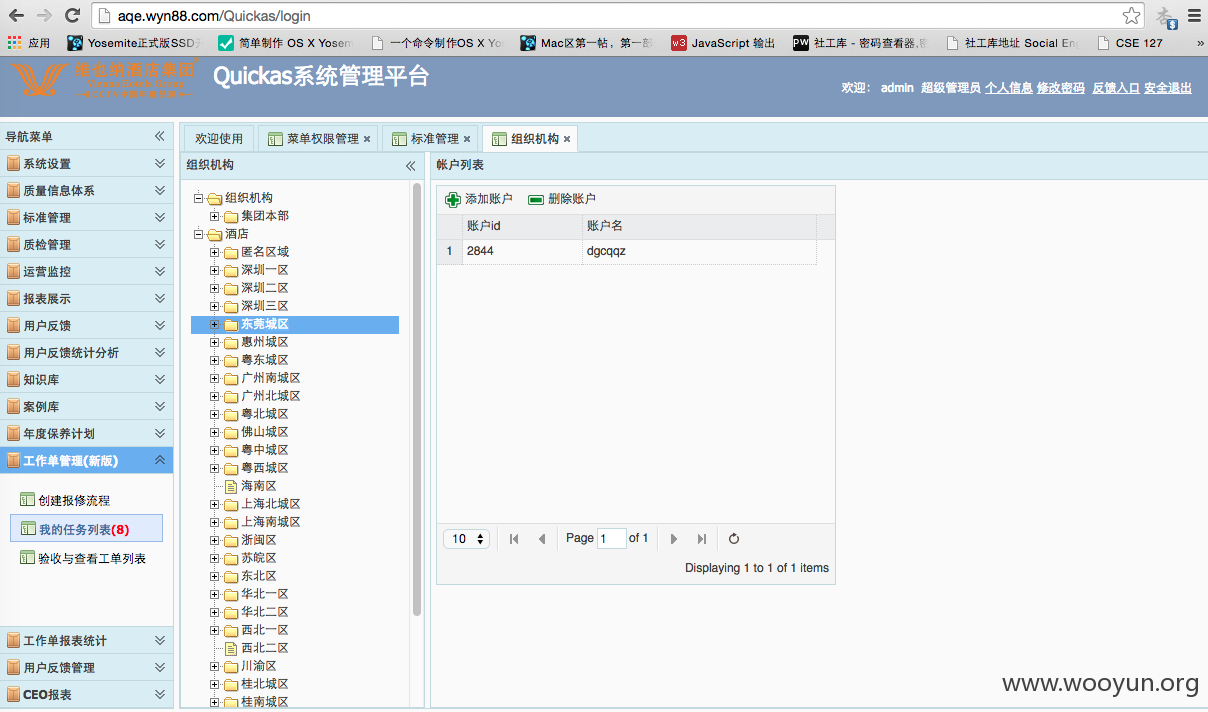 aqe.wyn88.com/Quickas/login
应用 Yosemite正式版SSD 简单制作 OS X Yosem 一个命令制作OS X Yo Mac区第一帖，第一部 w3 JavaScript 输出 PW 社工库 - 密码查看器, 社工库地址 Social En CSE 127 »
维也纳酒店集团
Quickas系统管理平台
欢迎： admin 超级管理员 个人信息 修改密码 反馈入口 安全退出
导航菜单
系统设置
质量信息体系
标准管理
质检管理
运营监控
报表展示
用户反馈
用户反馈统计分析
知识库
案例库
年度保养计划
工作单管理(新版)
创建报修流程
我的任务列表(8)
验收与查看工单列表
工作单报表统计
用户反馈管理
CEO报表
欢迎使用 菜单权限管理 标准管理 组织机构
组织机构
组织机构
集团本部
酒店
匿名区域
深圳一区
深圳二区
深圳三区
东莞城区
惠州城区
粤东城区
广州南城区
广州北城区
粤北城区
佛山城区
粤中城区
粤西城区
海南区
上海北城区
上海南城区
浙闽区
苏皖区
东北区
华北一区
华北二区
西北一区
西北二区
川渝区
桂北城区
桂南城区
帐户列表
添加账户 删除账户
账户id 账户名
1 2844 dgcqqz
10 Page 1 of 1
Displaying 1 to 1 of 1 items
www.wooyun.org